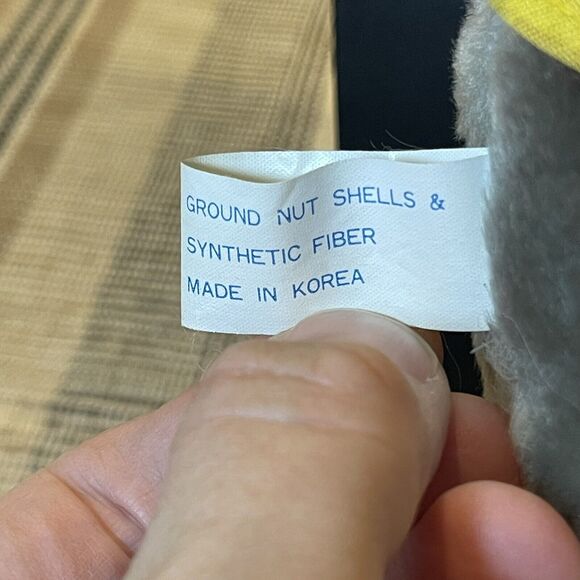 GROUND NUT SHELLS &
SYNTHETIC FIBER
MADE IN KOREA